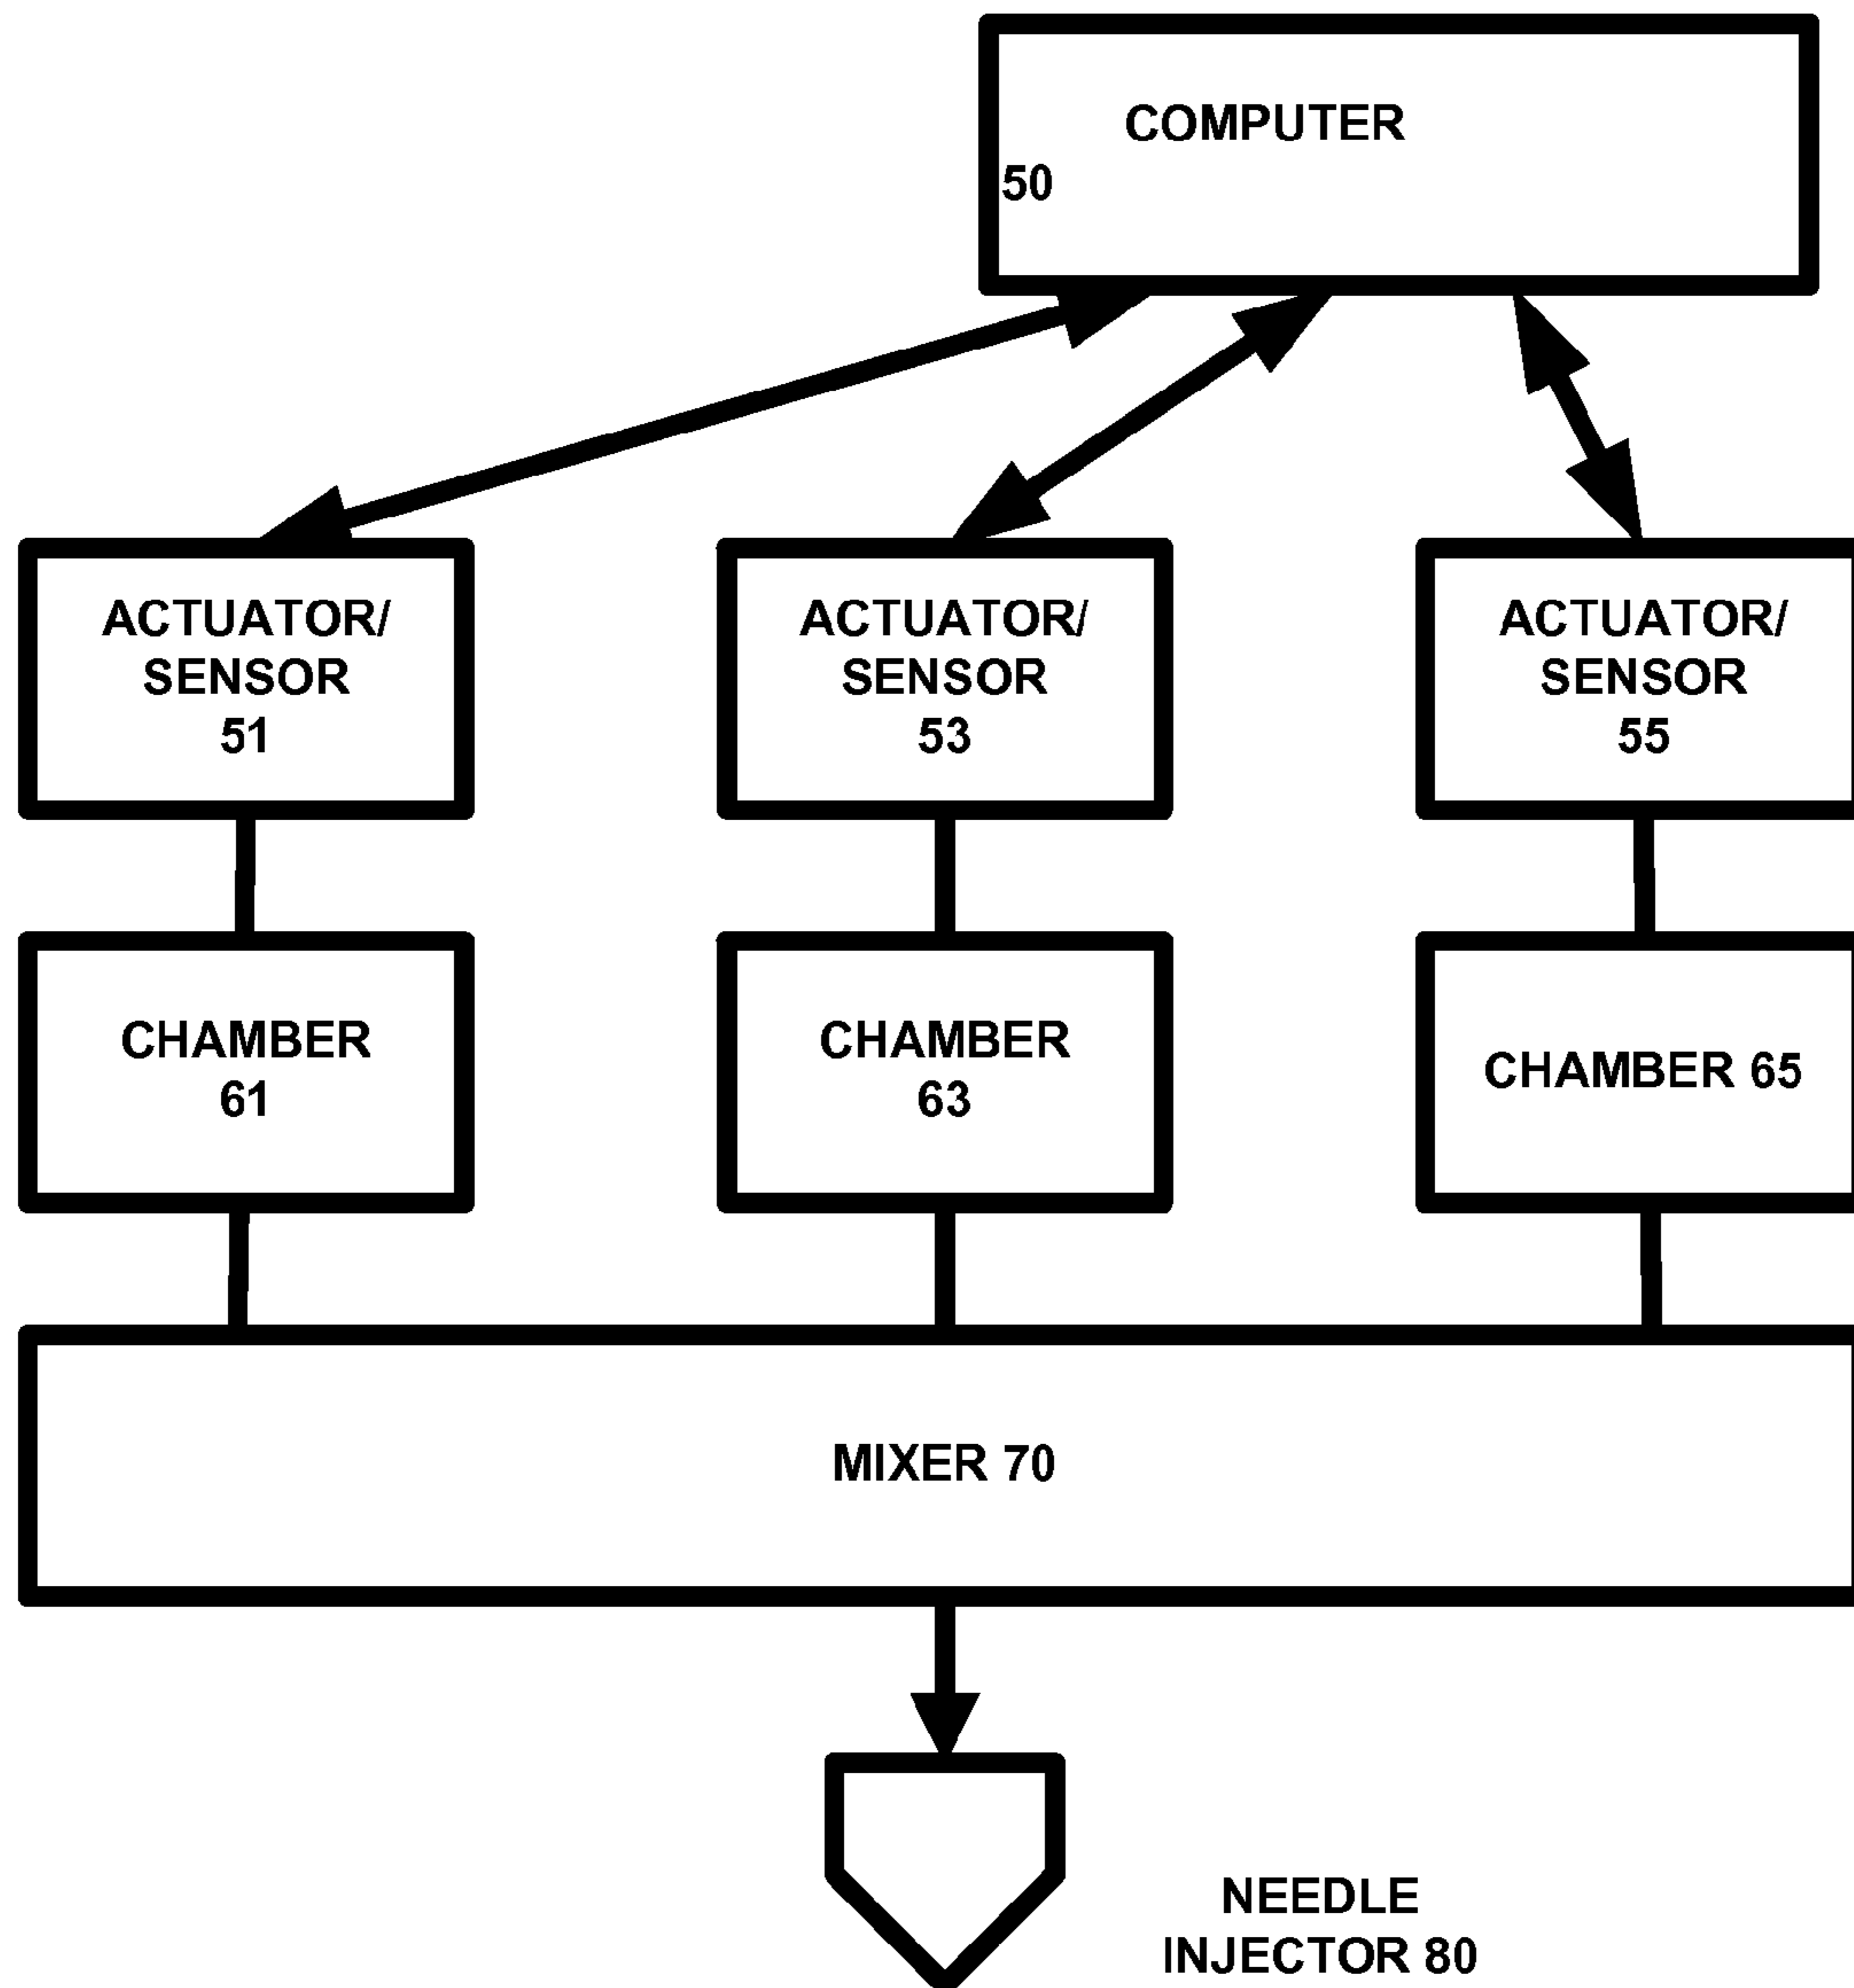 COMPUTER
50
ACTUATOR/
SENSOR
51
ACTUATOR/
SENSOR
53
ACTUATOR/
SENSOR
55
CHAMBER
61
CHAMBER
63
CHAMBER 65
MIXER 70
NEEDLE
INJECTOR 80